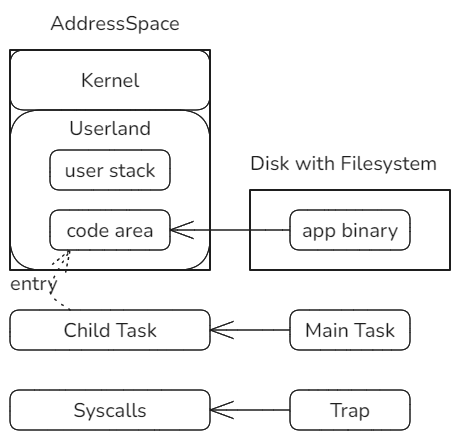 AddressSpace
Kernel
Userland
user stack
Disk with Filesystem
code area
app binary
entry
Child Task
Main Task
Syscalls
Trap